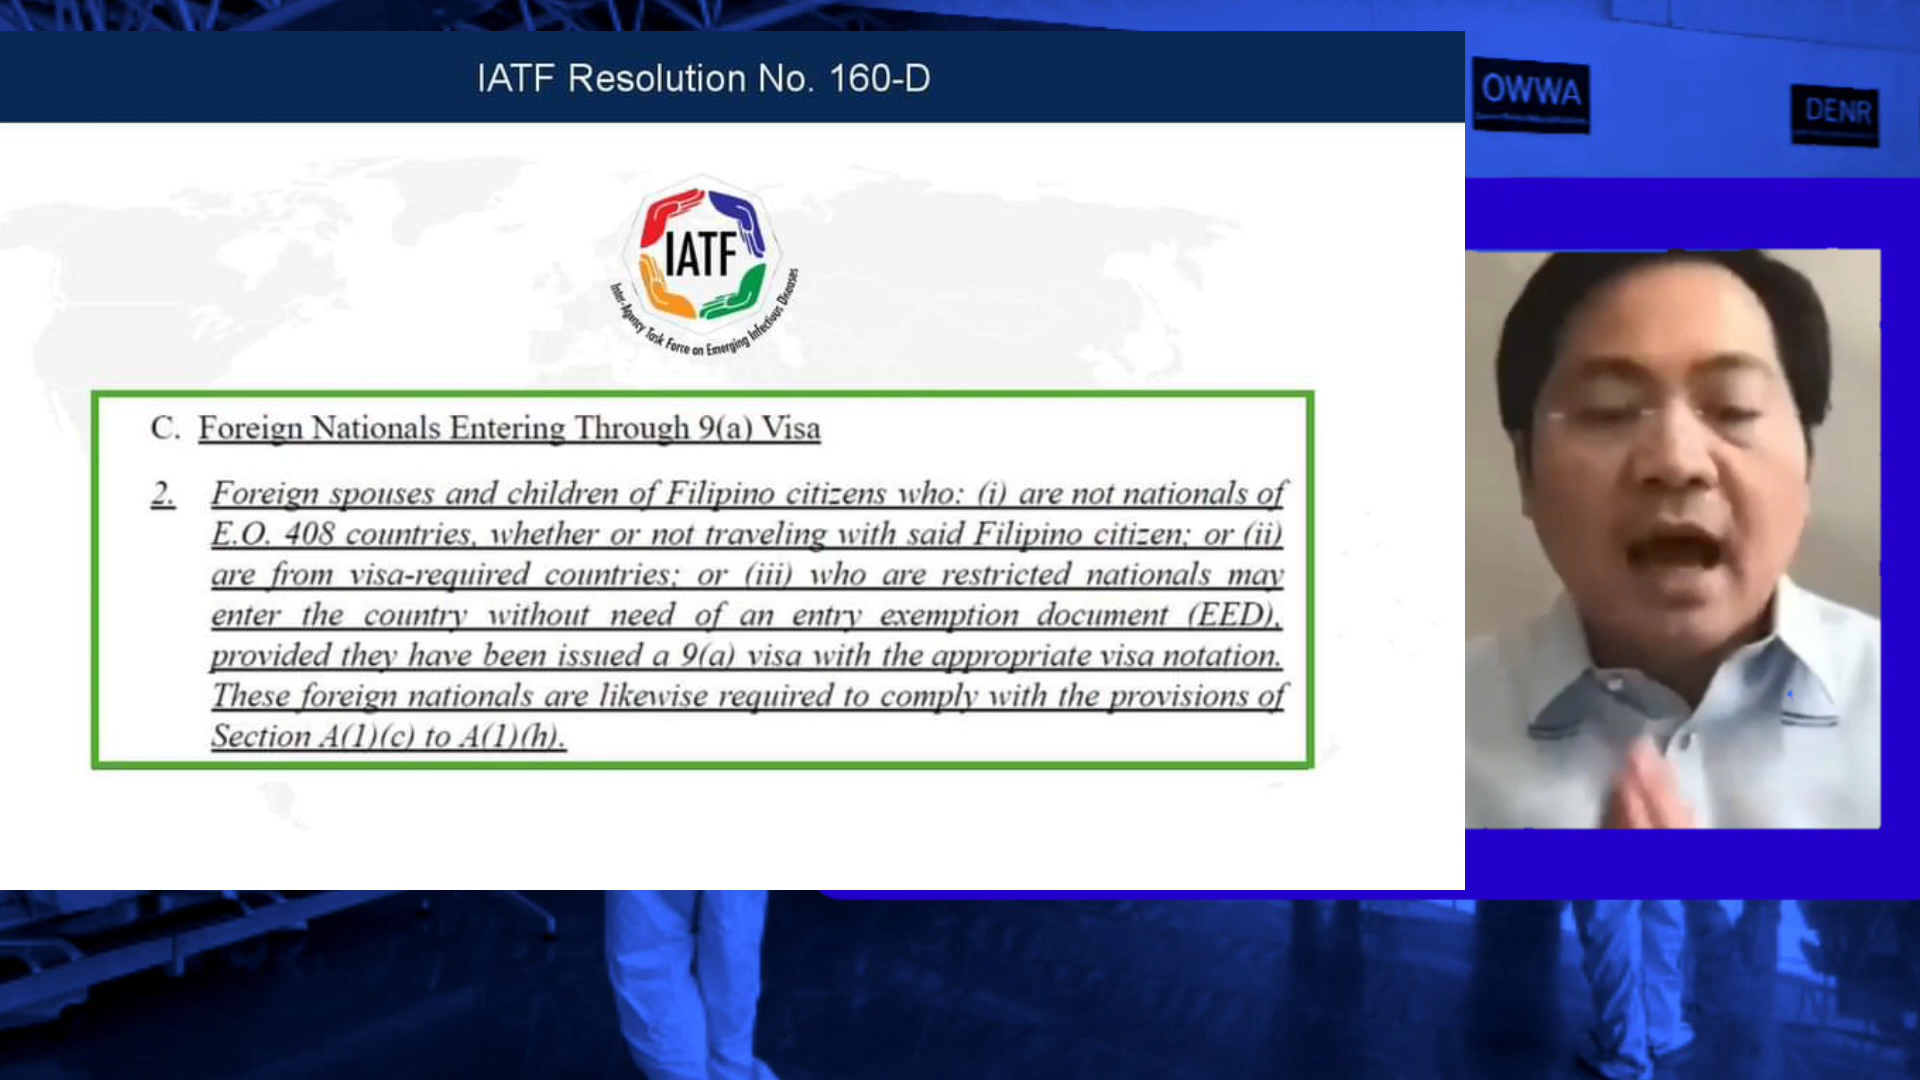 IATF Resolution No. 160-D
OWWA
DENR
IATF
Inter-Agency Task Force on Emerging Infectious Diseases
C. Foreign Nationals Entering Through 9(a) Visa
2. Foreign spouses and children of Filipino citizens who: (i) are not nationals of
E.O. 408 countries, whether or not traveling with said Filipino citizen; or (ii)
are from visa-required countries; or (iii) who are restricted nationals may
enter the country without need of an entry exemption document (EED),
provided they have been issued a 9(a) visa with the appropriate visa notation.
These foreign nationals are likewise required to comply with the provisions of
Section A(1)(c) to A(1)(h).